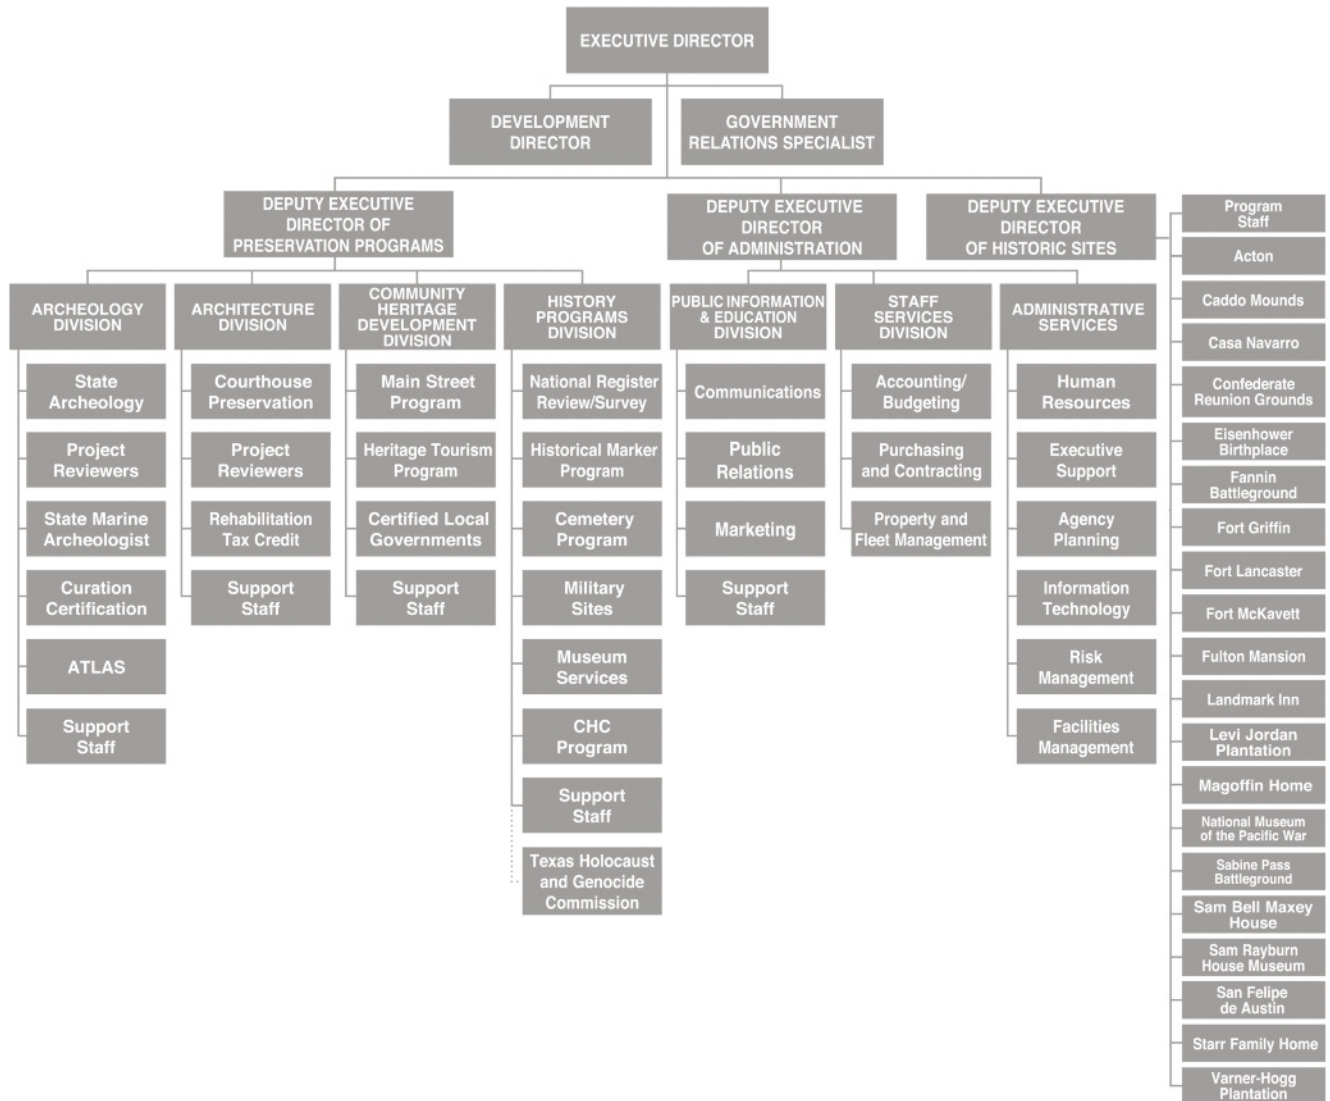 EXECUTIVE DIRECTOR
DEVELOPMENT
DIRECTOR
GOVERNMENT
RELATIONS SPECIALIST
DEPUTY EXECUTIVE
DIRECTOR OF
PRESERVATION PROGRAMS
DEPUTY EXECUTIVE
DIRECTOR
OF ADMINISTRATION
DEPUTY EXECUTIVE
DIRECTOR
OF HISTORIC SITES
ARCHEOLOGY
DIVISION
State
Archeology
Project
Reviewers
State Marine
Archeologist
Curation
Certification
ATLAS
Support
Staff
ARCHITECTURE
DIVISION
Courthouse
Preservation
Project
Reviewers
Rehabilitation
Tax Credit
Support
Staff
COMMUNITY
HERITAGE
DEVELOPMENT
DIVISION
Main Street
Program
Heritage Tourism
Program
Certified Local
Governments
Support
Staff
HISTORY
PROGRAMS
DIVISION
National Register
Review/Survey
Historical Marker
Program
Cemetery
Program
Military
Sites
Museum
Services
CHC
Program
Support
Staff
Texas Holocaust
and Genocide
Commission
PUBLIC INFORMATION
& EDUCATION
DIVISION
Communications
Public
Relations
Marketing
Support
Staff
STAFF
SERVICES
DIVISION
Accounting/
Budgeting
Purchasing
and Contracting
Property and
Fleet Management
ADMINISTRATIVE
SERVICES
Human
Resources
Executive
Support
Agency
Planning
Information
Technology
Risk
Management
Facilities
Management
Program
Staff
Acton
Caddo Mounds
Casa Navarro
Confederate
Reunion Grounds
Eisenhower
Birthplace
Fannin
Battleground
Fort Griffin
Fort Lancaster
Fort McKavett
Fulton Mansion
Landmark Inn
Levi Jordan
Plantation
Magoffin Home
National Museum
of the Pacific War
Sabine Pass
Battleground
Sam Bell Maxey
House
Sam Rayburn
House Museum
San Felipe
de Austin
Starr Family Home
Varner-Hogg
Plantation